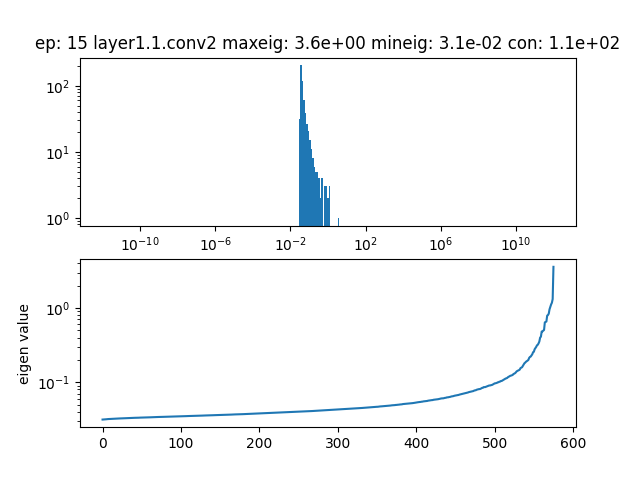 ep: 15 layer1.1.conv2 maxeig: 3.6e+00 mineig: 3.1e-02 con: 1.1e+02
10²
10¹
10⁰
10⁻¹⁰ 10⁻⁶ 10⁻² 10² 10⁶ 10¹⁰
eigen value
10⁰
10⁻¹
0 100 200 300 400 500 600